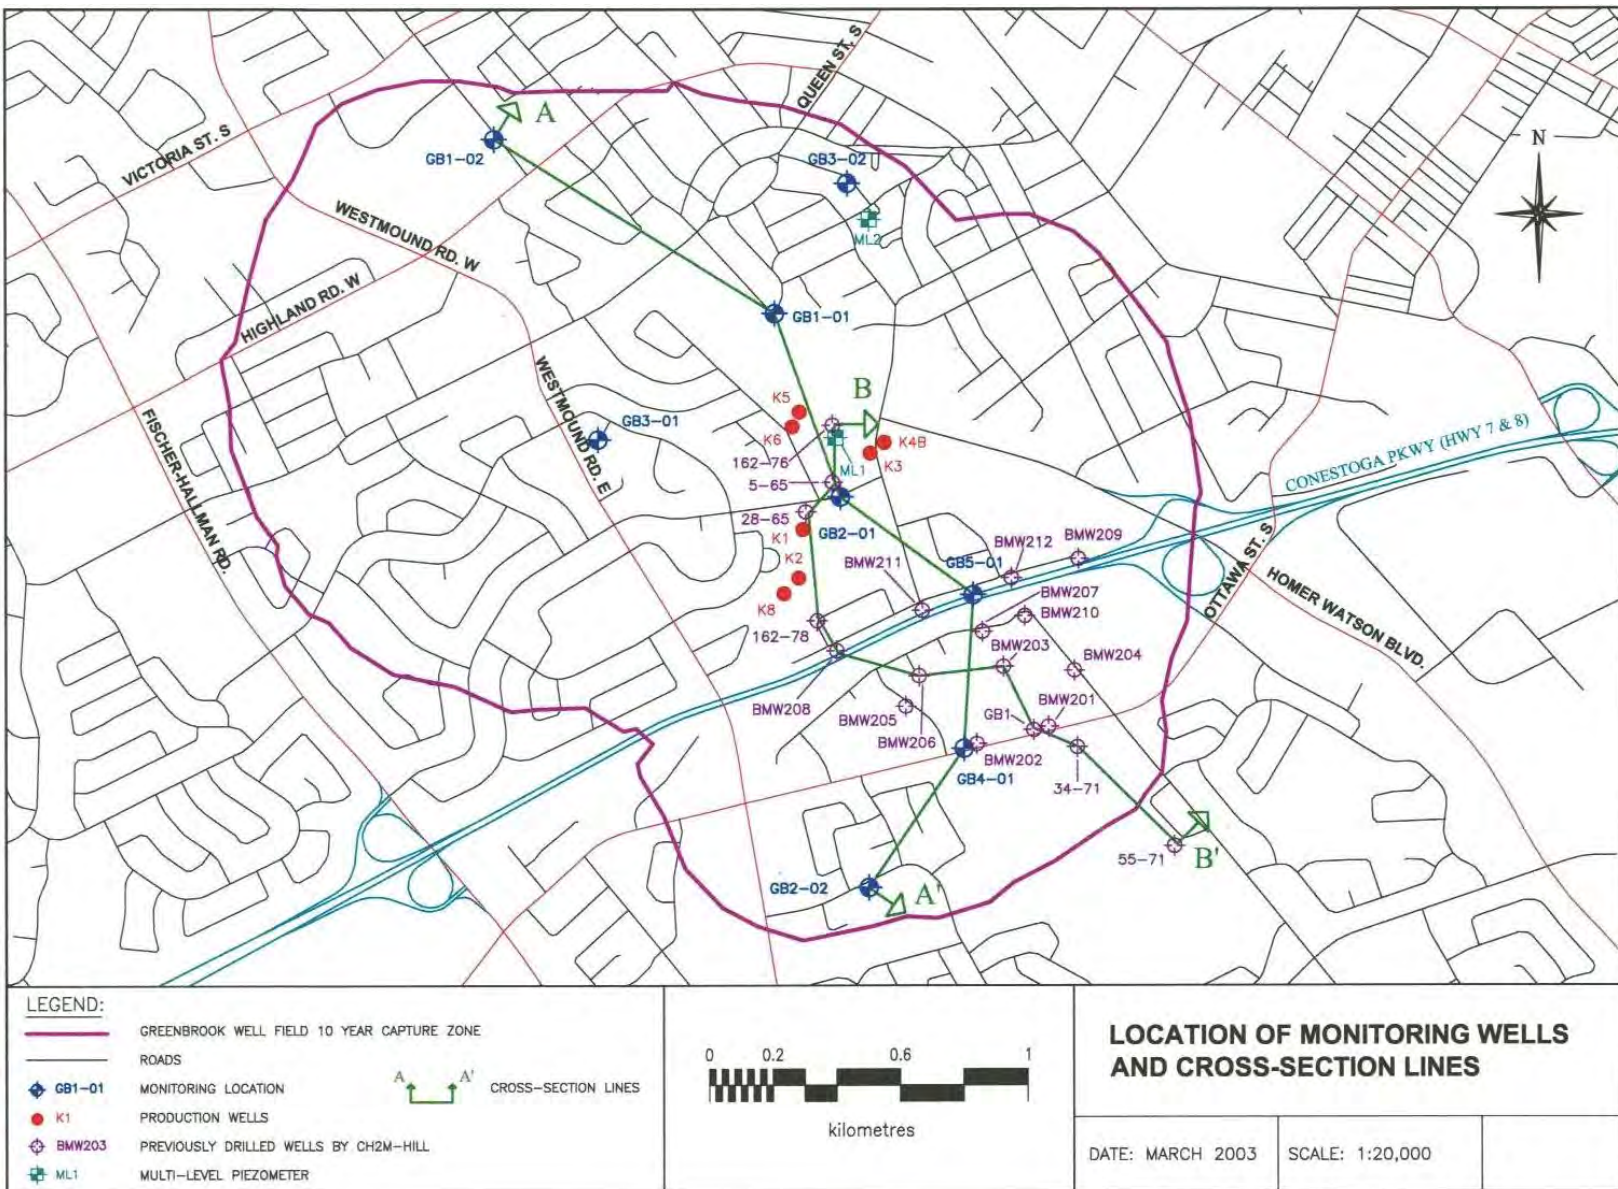 QUEEN ST. S
N
A
GB1-02
GB3-02
VICTORIA ST. S
ML2
WESTMOUND RD. W
HIGHLAND RD. W
GB1-01
WESTMOUND RD. E
FISCHER-HALLMAN RD.
GB3-01
K5
B
K6
K4B
162-76
ML1
K3
5-65
CONESTOGA PKWY (HWY 7 & 8)
28-65
K1
GB2-01
K2
BMW211
GB5-01
BMW212
BMW209
OTTAWA ST. S
HOMER WATSON BLVD.
K8
BMW207
BMW210
162-78
BMW203
BMW204
BMW208
BMW205
GB1
BMW201
BMW206
BMW202
GB4-01
34-71
55-71
B'
GB2-02
A'
LEGEND:
GREENBROOK WELL FIELD 10 YEAR CAPTURE ZONE
ROADS
GB1-01 MONITORING LOCATION
A A' CROSS-SECTION LINES
K1 PRODUCTION WELLS
BMW203 PREVIOUSLY DRILLED WELLS BY CH2M-HILL
ML1 MULTI-LEVEL PIEZOMETER
0 0.2 0.6 1
kilometres
LOCATION OF MONITORING WELLS
AND CROSS-SECTION LINES
DATE: MARCH 2003
SCALE: 1:20,000